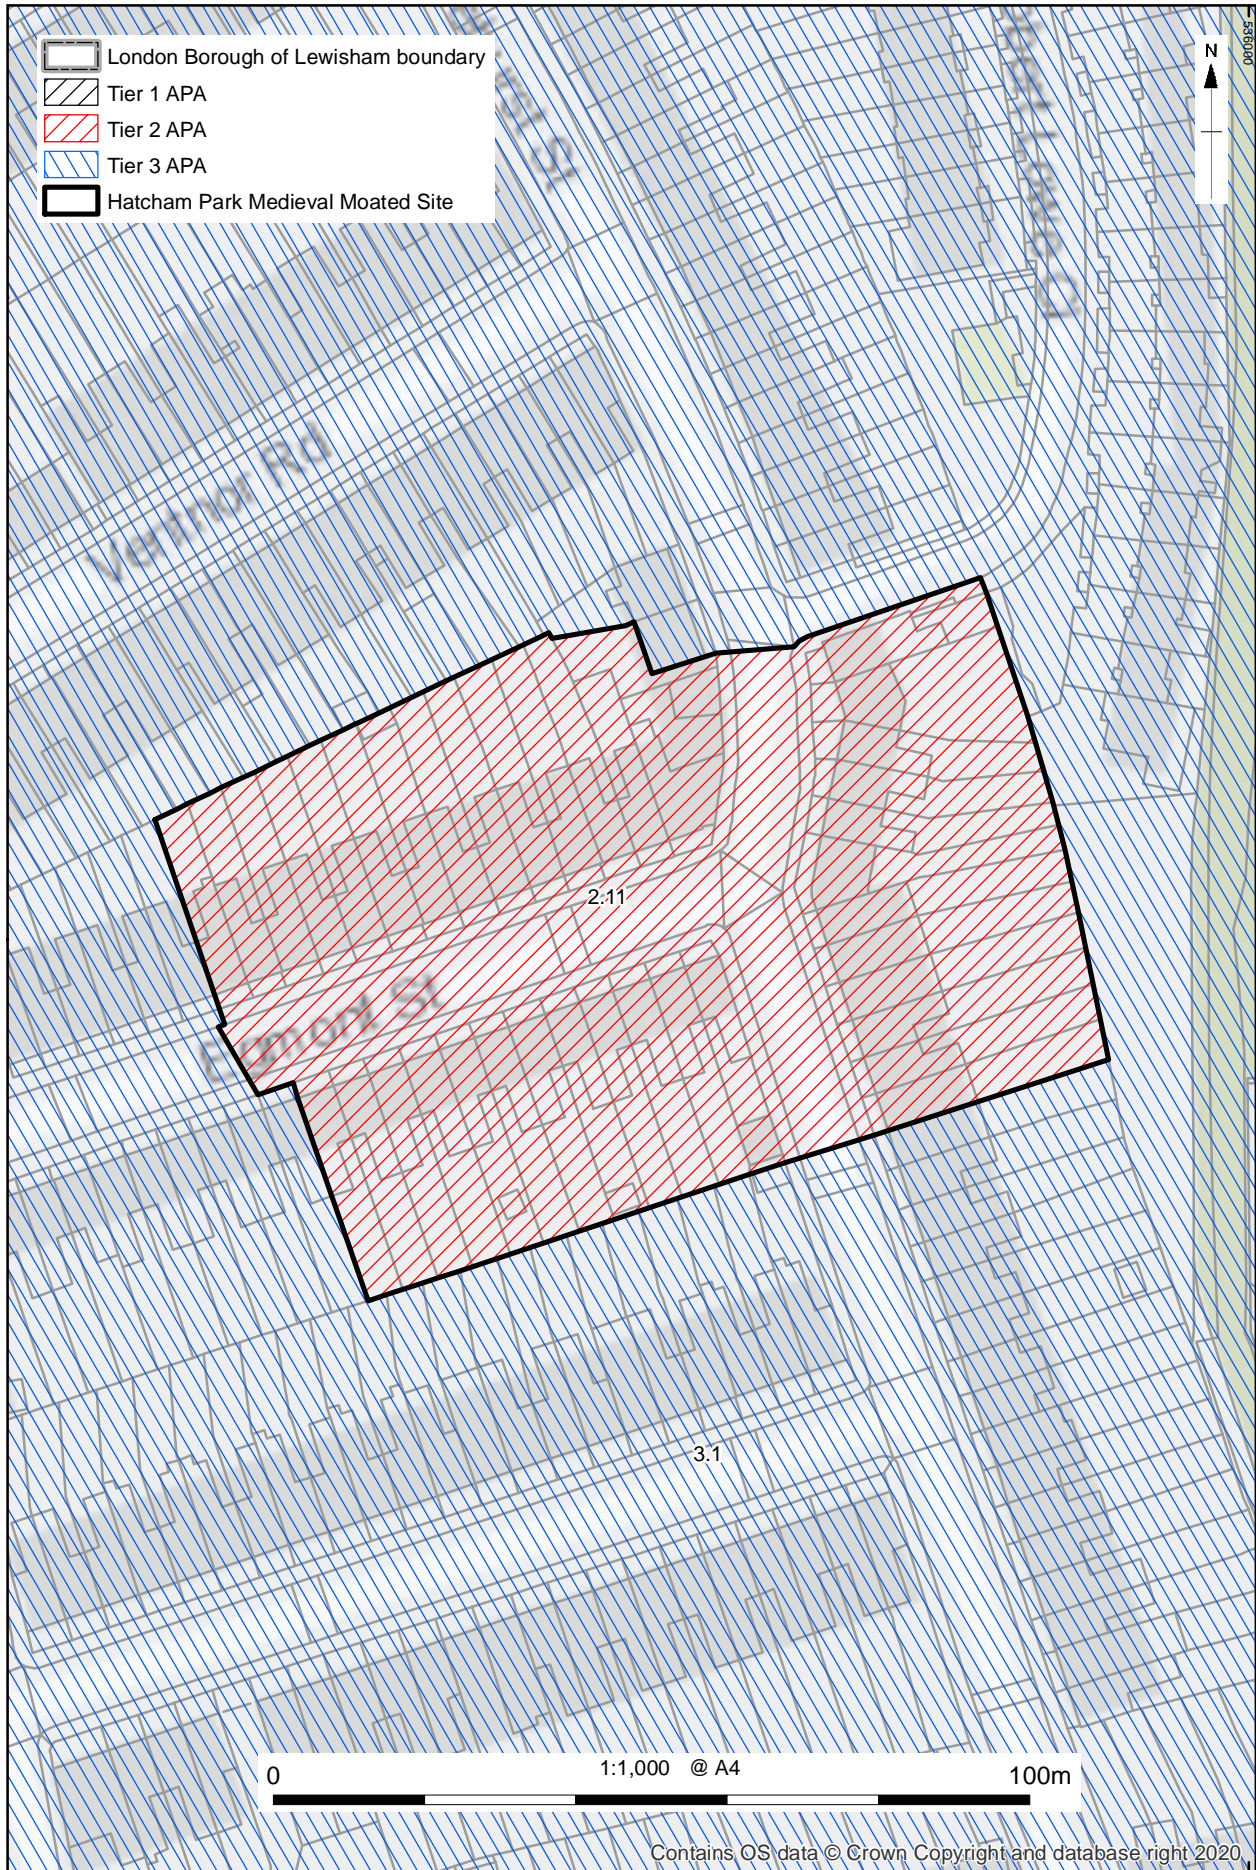 London Borough of Lewisham boundary
Tier 1 APA
Tier 2 APA
Tier 3 APA
Hatcham Park Medieval Moated Site
N
536000
Ventnor Rd
2.11
Egmont St
3.1
0
1:1,000 @ A4
100m
Contains OS data © Crown Copyright and database right 2020